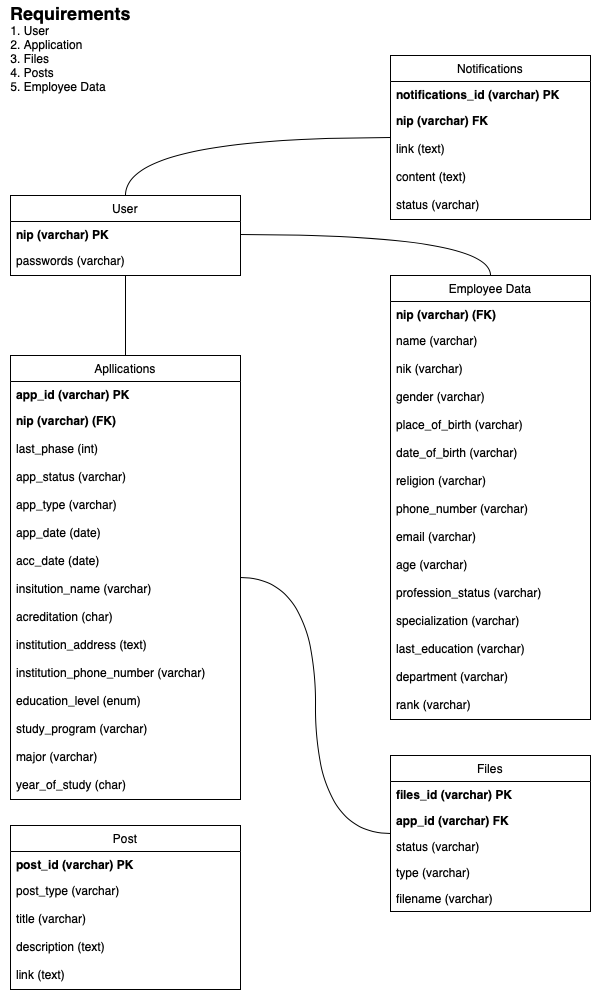 Requirements
1. User
2. Application
3. Files
4. Posts
5. Employee Data
Notifications
notifications_id (varchar) PK
nip (varchar) FK
link (text)
content (text)
status (varchar)
User
nip (varchar) PK
passwords (varchar)
Employee Data
nip (varchar) (FK)
name (varchar)
nik (varchar)
gender (varchar)
place_of_birth (varchar)
date_of_birth (varchar)
religion (varchar)
phone_number (varchar)
email (varchar)
age (varchar)
profession_status (varchar)
specialization (varchar)
last_education (varchar)
department (varchar)
rank (varchar)
Apllications
app_id (varchar) PK
nip (varchar) (FK)
last_phase (int)
app_status (varchar)
app_type (varchar)
app_date (date)
acc_date (date)
insitution_name (varchar)
acreditation (char)
institution_address (text)
institution_phone_number (varchar)
education_level (enum)
study_program (varchar)
major (varchar)
year_of_study (char)
Files
files_id (varchar) PK
app_id (varchar) FK
status (varchar)
type (varchar)
filename (varchar)
Post
post_id (varchar) PK
post_type (varchar)
title (varchar)
description (text)
link (text)